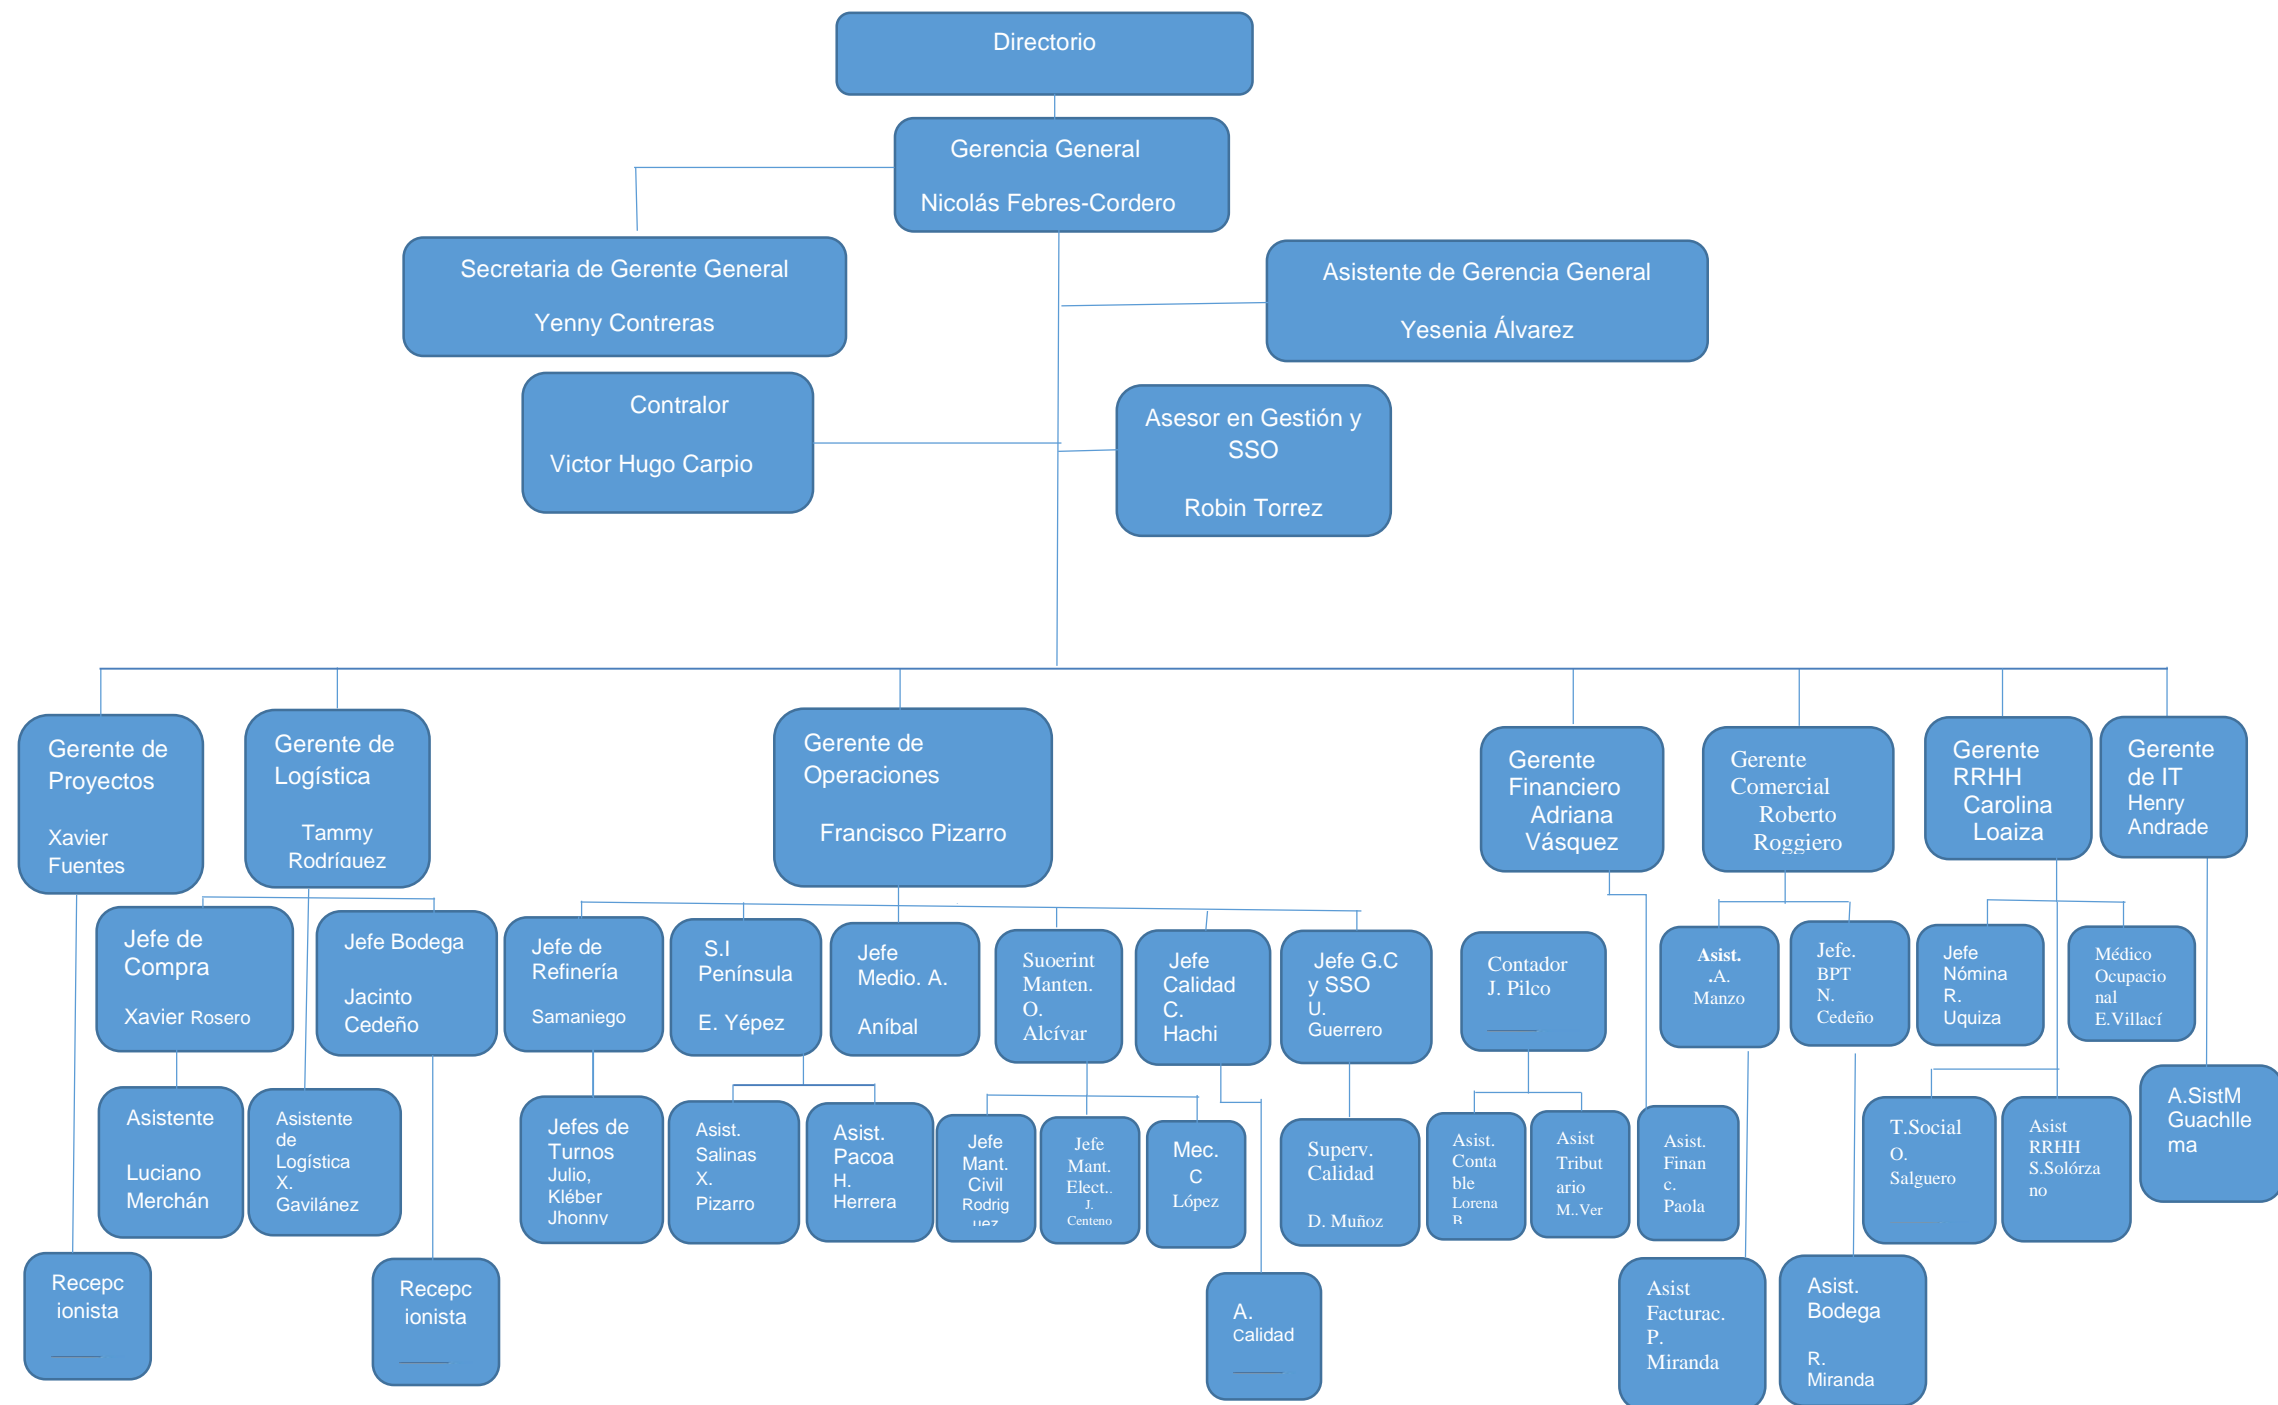 Directorio
Gerencia General
Nicolás Febres-Cordero
Secretaria de Gerente General
Yenny Contreras
Asistente de Gerencia General
Yesenia Álvarez
Contralor
Victor Hugo Carpio
Asesor en Gestión y
SSO
Robin Torrez
Gerente de
Proyectos
Xavier
Fuentes
Gerente de
Logística
Tammy
Rodríguez
Gerente de
Operaciones
Francisco Pizarro
Gerente
Financiero
Adriana
Vásquez
Gerente
Comercial
Roberto
Roggiero
Gerente
RRHH
Carolina
Loaiza
Gerente
de IT
Henry
Andrade
Jefe de
Compra
Xavier Rosero
Jefe Bodega
Jacinto
Cedeño
Jefe de
Refinería
Samaniego
S.I
Península
E. Yépez
Jefe
Medio. A.
Aníbal
Suoerint
Manten.
O.
Alcívar
Jefe
Calidad
C.
Hachi
Jefe G.C
y SSO
U.
Guerrero
Contador
J. Pilco
Asist.
.A.
Manzo
Jefe.
BPT
N.
Cedeño
Jefe
Nómina
R.
Uquiza
Médico
Ocupacio
nal
E.Villací
Asistente
Luciano
Merchán
Asistente
de
Logística
X.
Gavilánez
Jefes de
Turnos
Julio,
Kléber
Jhonny
Asist.
Salinas
X.
Pizarro
Asist.
Pacoa
H.
Herrera
Jefe
Mant.
Civil
Rodrig
uez
Jefe
Mant.
Elect..
J.
Centeno
Mec.
C
López
Superv.
Calidad
D. Muñoz
Asist.
Conta
ble
Lorena
B
Asist
Tribut
ario
M..Ver
Asist.
Finan
c.
Paola
T.Social
O.
Salguero
Asist
RRHH
S.Solórza
no
A.SistM
Guachlle
ma
Recepc
ionista
Recepc
ionista
A.
Calidad
Asist
Facturac.
P.
Miranda
Asist.
Bodega
R.
Miranda